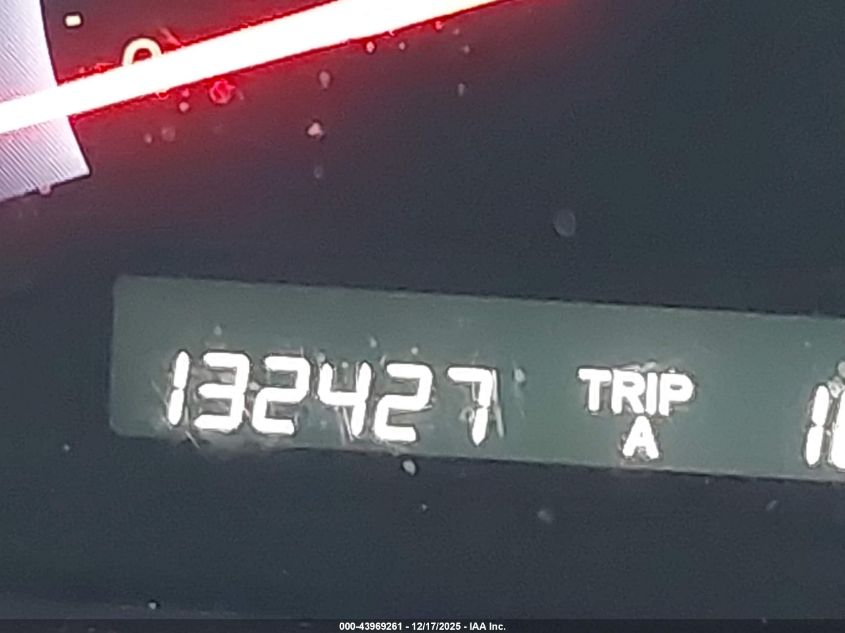 132427 TRIP
A
000-43969261 - 12/17/2025 - IAA Inc.